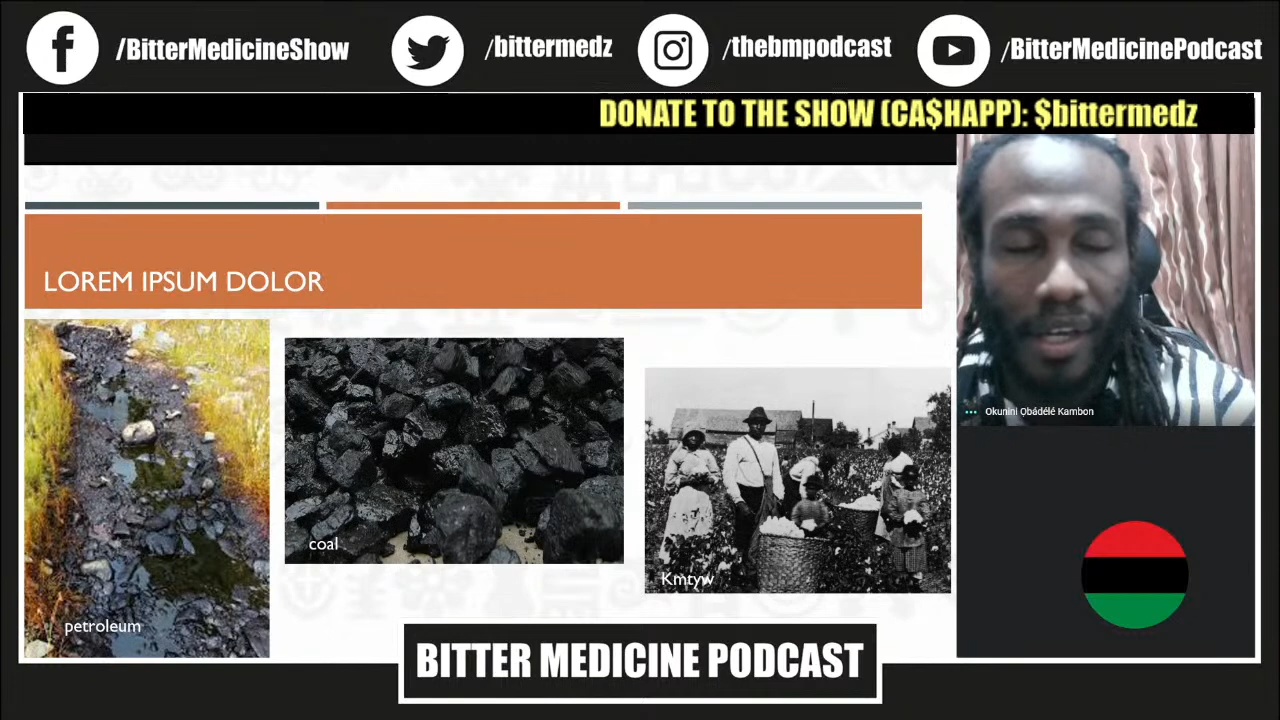 /BitterMedicineShow
/bittermedz
/thebmpodcast
/BitterMedicinePodcast
DONATE TO THE SHOW (CA$HAPP): $bittermedz
LOREM IPSUM DOLOR
petroleum
coal
Kmtyw
Okunini Ọbádélé Kambon
BITTER MEDICINE PODCAST